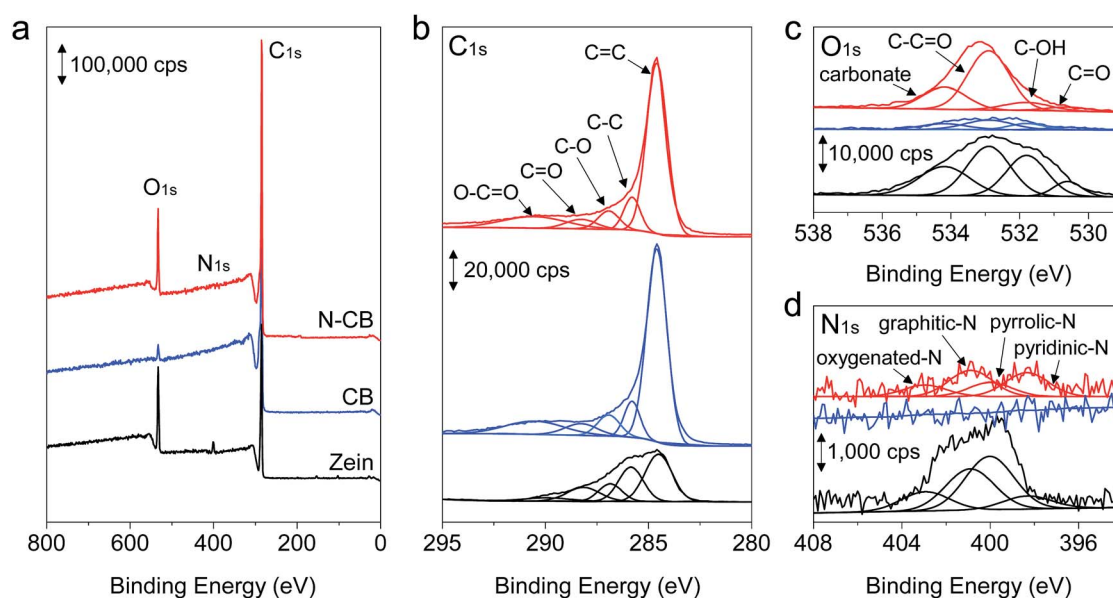 a
100,000 cps
C1s
O1s
N1s
N-CB
CB
Zein
800 600 400 200 0
Binding Energy (eV)
b
C1s
C=C
C-C
C-O
C=O
O-C=O
20,000 cps
295 290 285 280
Binding Energy (eV)
c
O1s
C-C=O
C-OH
carbonate
C=O
10,000 cps
538 536 534 532 530
Binding Energy (eV)
d
N1s
graphitic-N
pyrrolic-N
oxygenated-N
pyridinic-N
1,000 cps
408 404 400 396
Binding Energy (eV)